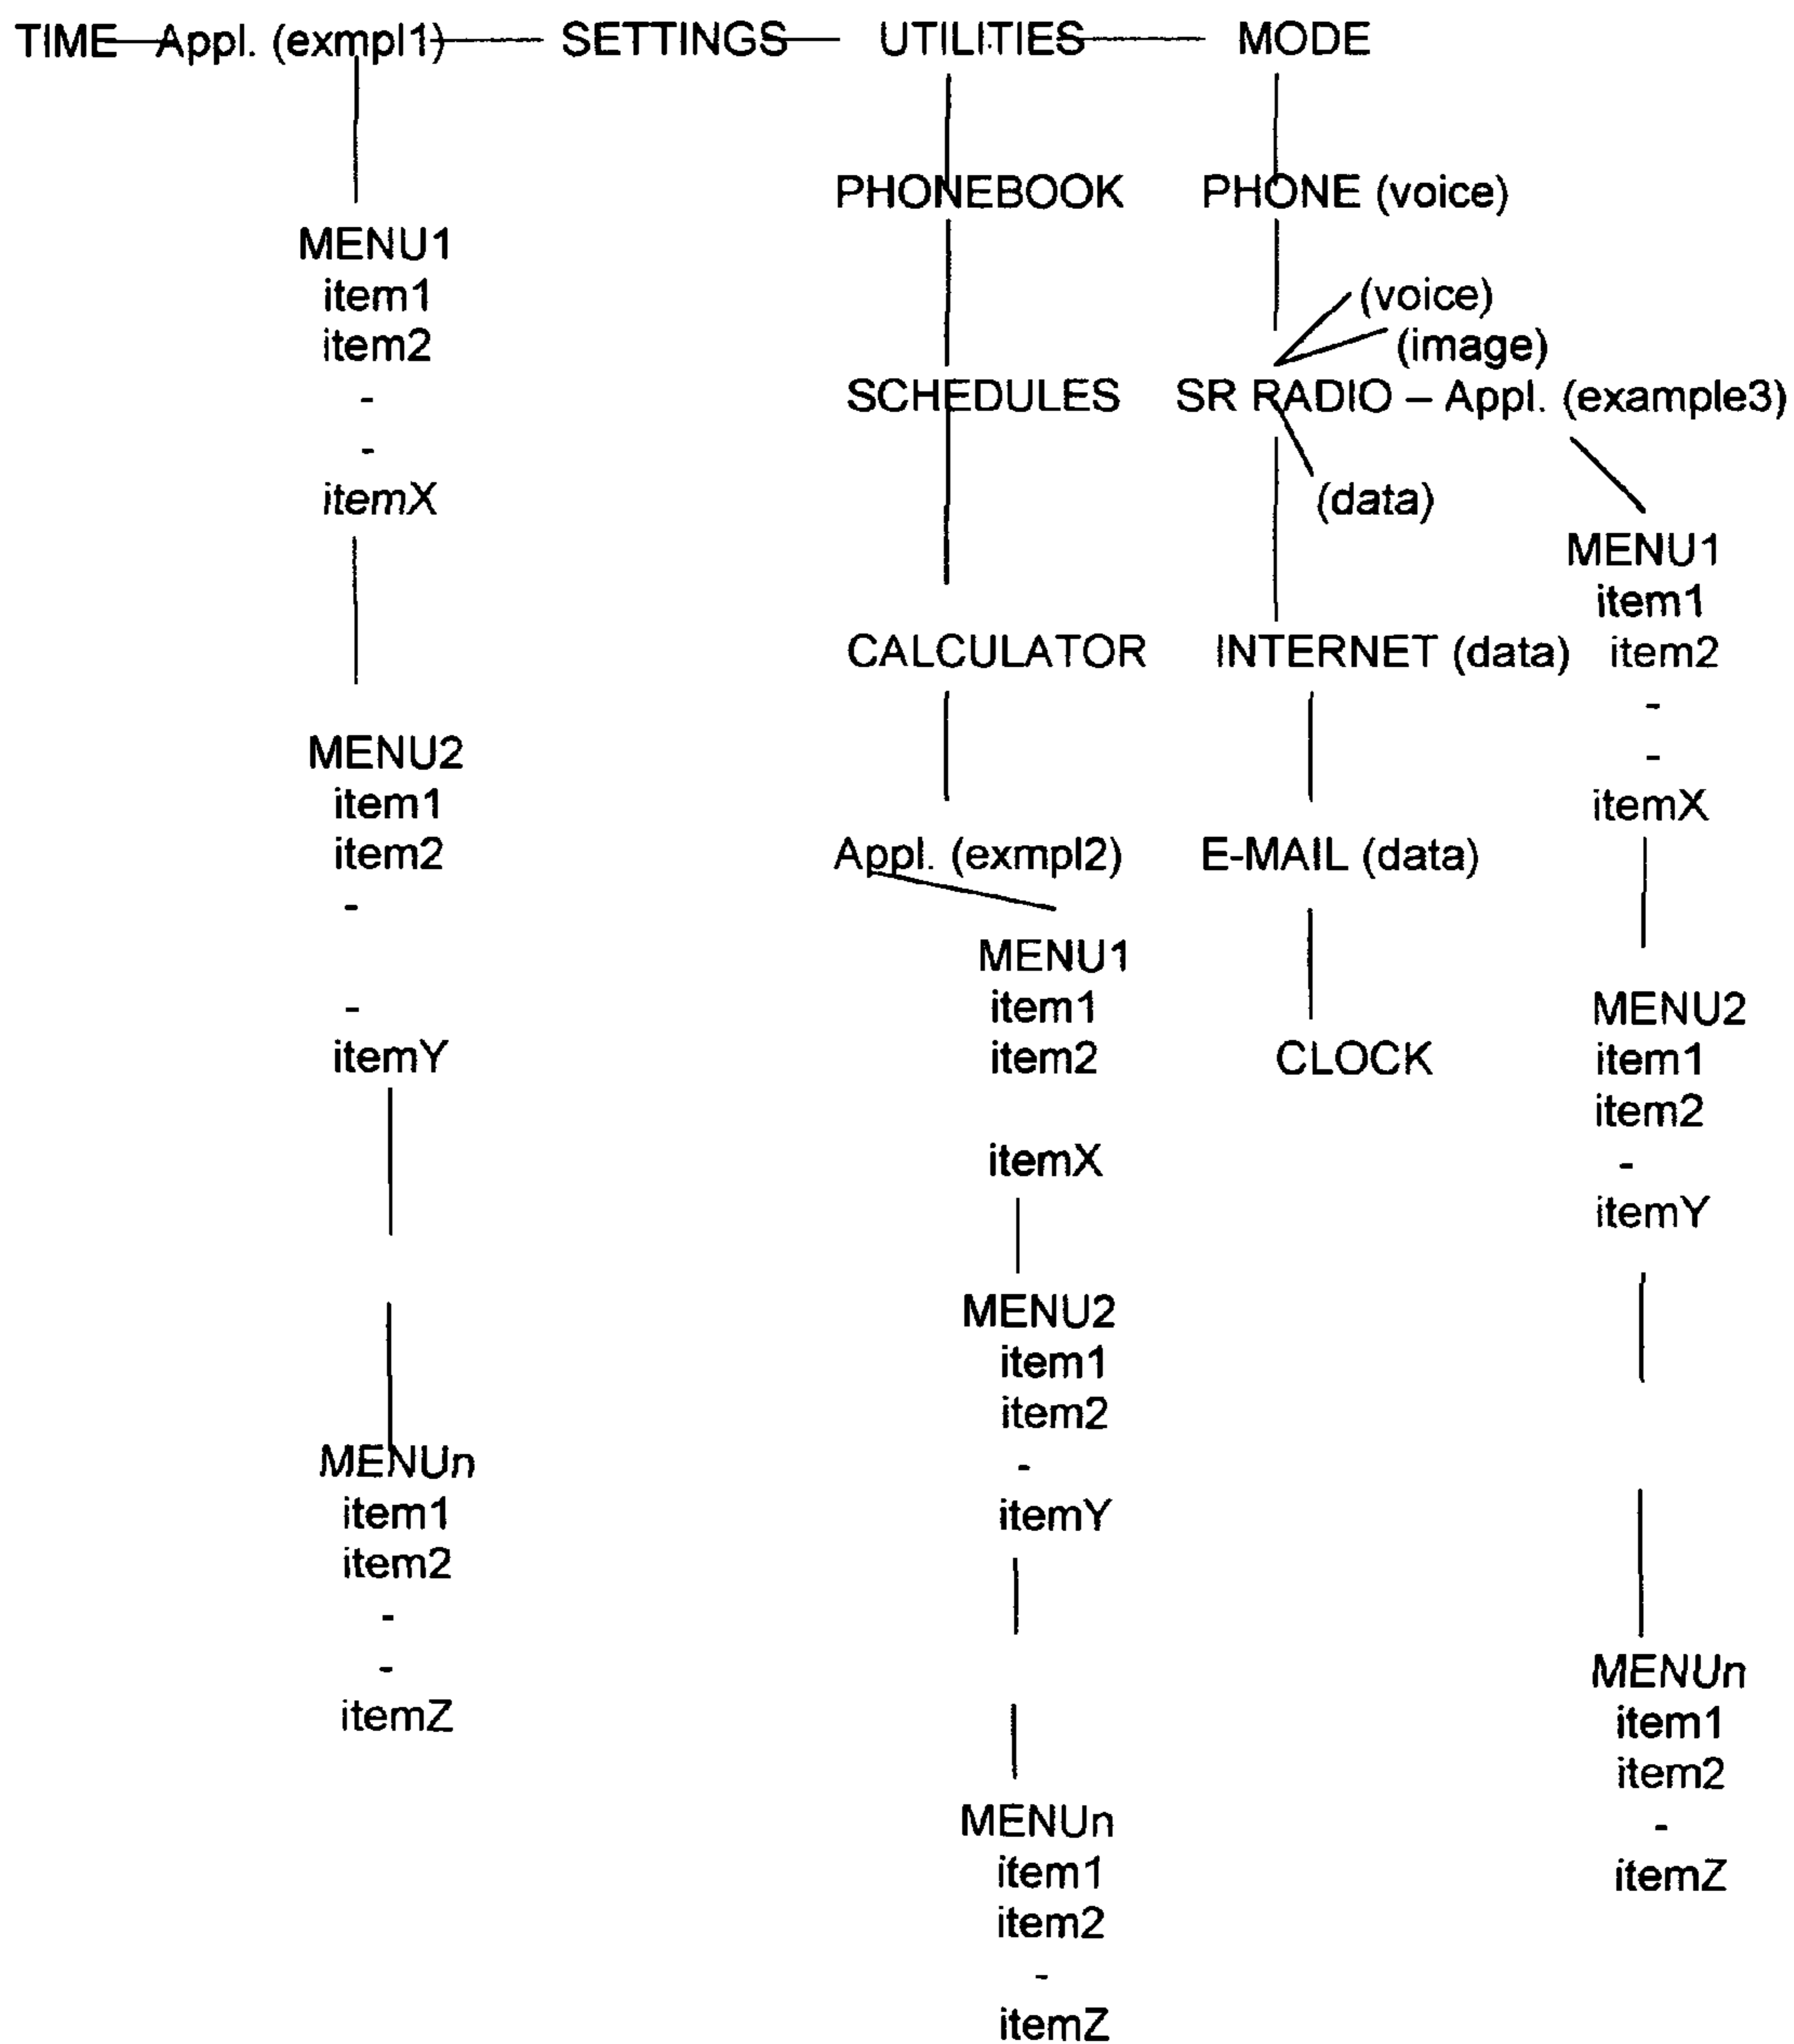 TIME Appl. (exmpl1) SETTINGS UTILITIES MODE
PHONEBOOK PHONE (voice)
MENU1
item1 (voice)
item2 (image)
- SCHEDULES SR RADIO – Appl. (example3)
-
itemX (data)
MENU1
item1
CALCULATOR INTERNET (data) item2
-
MENU2 -
item1 itemX
item2 Appl. (exmpl2) E-MAIL (data)
-
MENU1
- item1 MENU2
itemY item2 CLOCK item1
item2
itemX -
itemY
MENU2
item1
item2
MENUn -
item1 itemY
item2
-
- MENUn
itemZ item1
item2
MENUn -
item1 itemZ
item2
-
itemZ